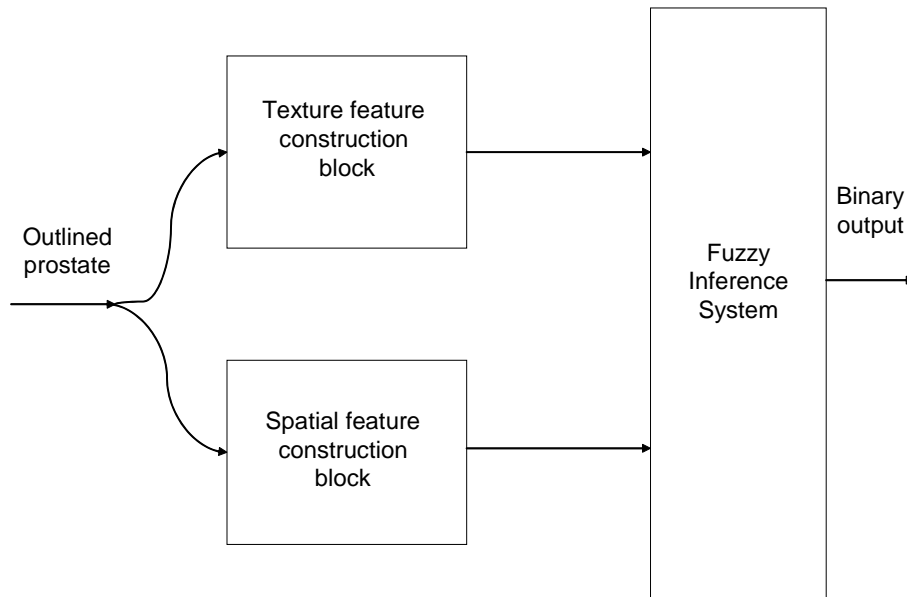 Outlined
prostate
Texture feature
construction
block
Spatial feature
construction
block
Fuzzy
Inference
System
Binary
output